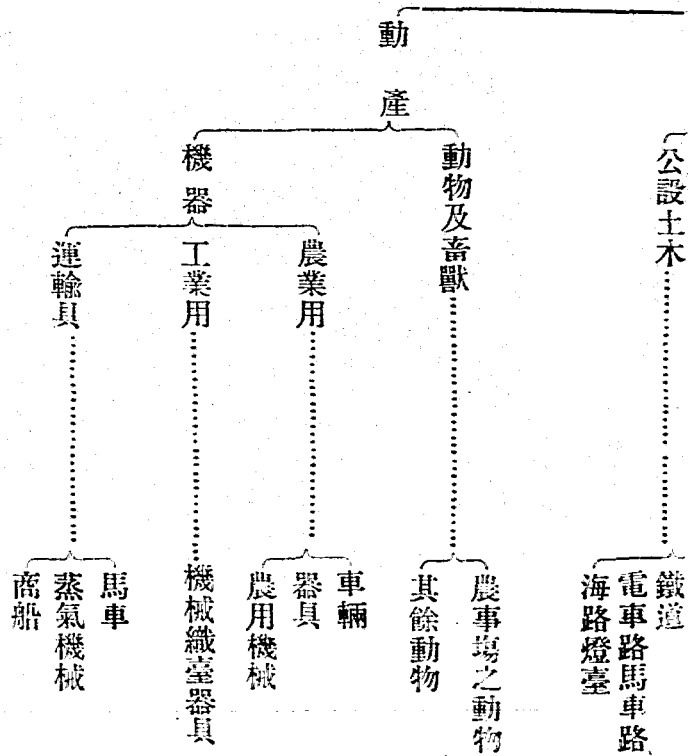 公設土木
鐵道
電車路馬車路
海路燈臺
動產
動物及畜獸
農事場之動物
其餘動物
機器
農業用
車輛
器具
農用機械
工業用
機械織臺器具
運輸具
馬車
蒸氣機械
商船